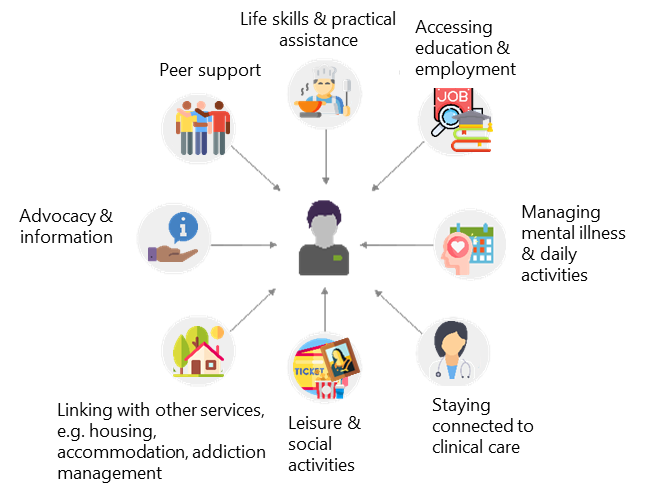 Life skills & practical
assistance
Accessing
education &
employment
Peer support
JOB
Advocacy &
information
i
Managing
mental illness
& daily
activities
TICKET
Linking with other services,
e.g. housing,
accommodation, addiction
management
Leisure &
social
activities
Staying
connected to
clinical care